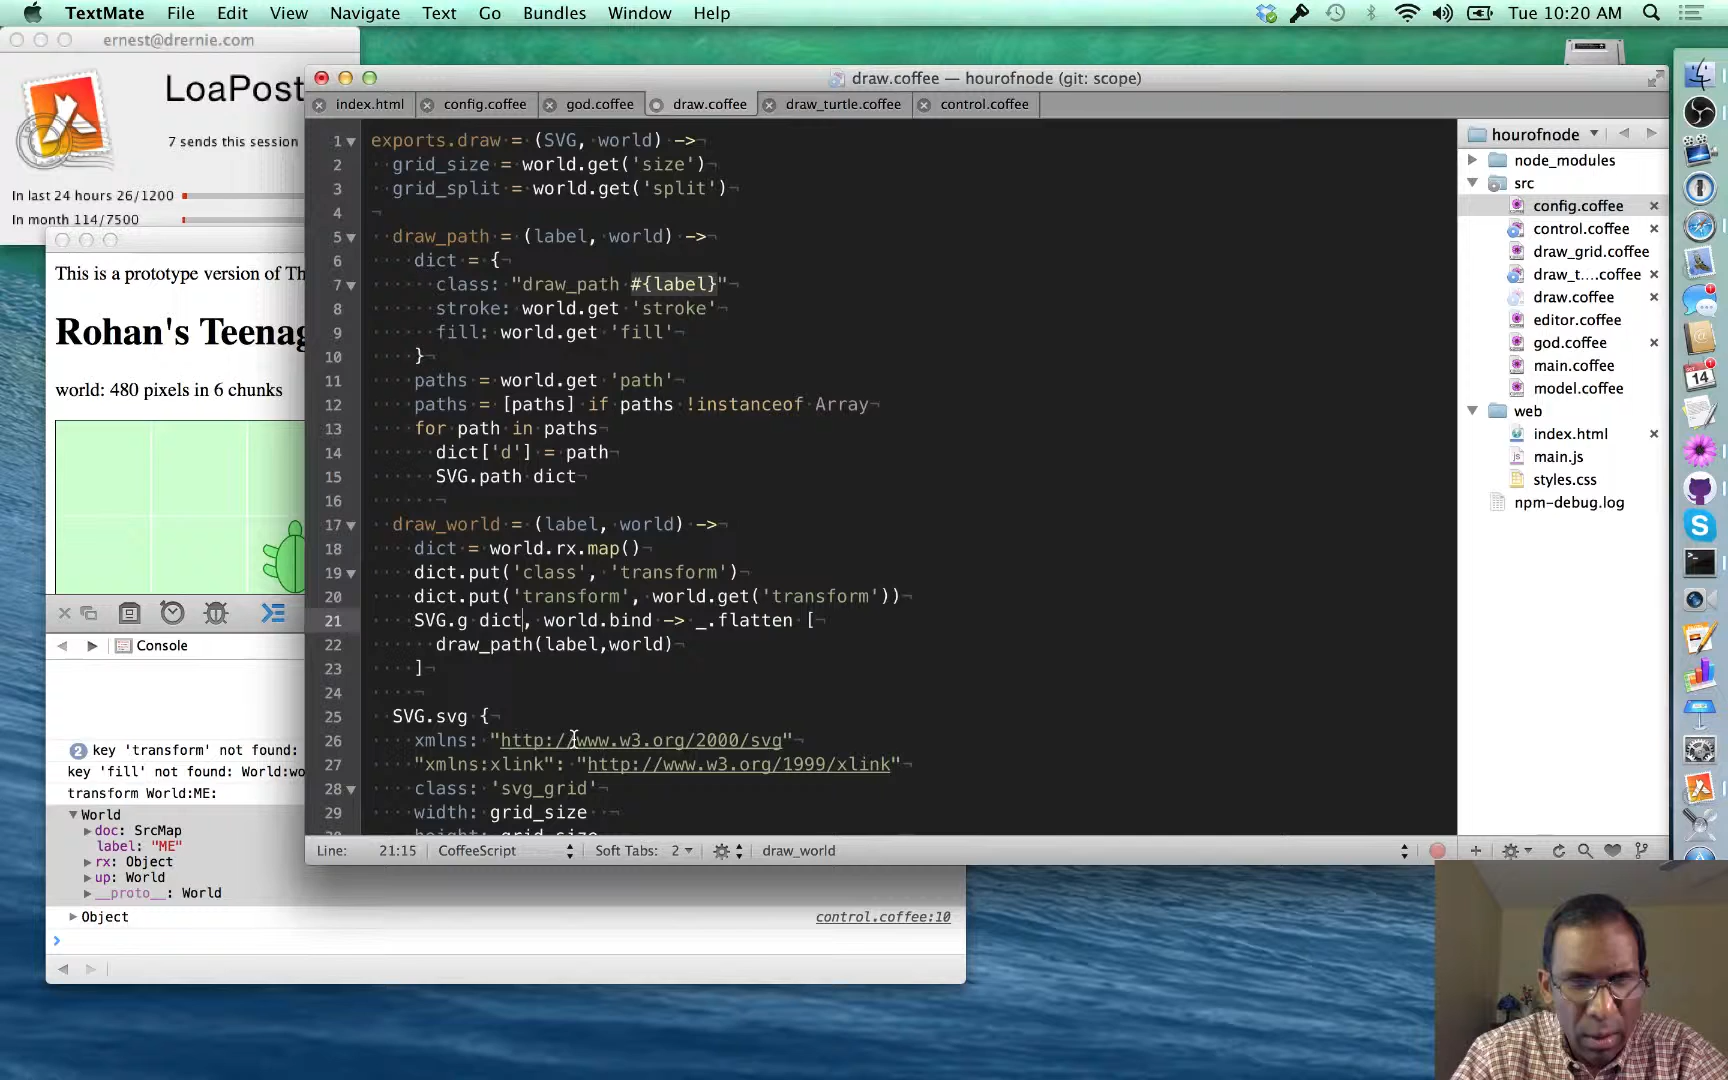 TextMate File Edit View Navigate Text Go Bundles Window Help Tue 10:20 AM
ernest@drernie.com
LoaPost
7 sends this session
In last 24 hours 26/1200
In month 114/7500
This is a prototype version of Th
Rohan's Teenag
world: 480 pixels in 6 chunks
Console
2 key 'transform' not found:
key 'fill' not found: World:wo
transform World:ME:
World
doc: SrcMap
label: "ME"
rx: Object
up: World
__proto__: World
Object control.coffee:10
draw.coffee — hourofnode (git: scope)
index.html config.coffee god.coffee draw.coffee draw_turtle.coffee control.coffee
1 exports.draw = (SVG, world) ->
2 grid_size = world.get('size')
3 grid_split = world.get('split')
4
5 draw_path = (label, world) ->
6 dict = {
7 class: "draw_path #{label}"
8 stroke: world.get 'stroke'
9 fill: world.get 'fill'
10 }
11 paths = world.get 'path'
12 paths = [paths] if paths !instanceof Array
13 for path in paths
14 dict['d'] = path
15 SVG.path dict
16
17 draw_world = (label, world) ->
18 dict = world.rx.map()
19 dict.put('class', 'transform')
20 dict.put('transform', world.get('transform'))
21 SVG.g dict, world.bind -> _.flatten [
22 draw_path(label,world)
23 ]
24
25 SVG.svg {
26 xmlns: "http://www.w3.org/2000/svg"
27 "xmlns:xlink": "http://www.w3.org/1999/xlink"
28 class: 'svg_grid'
29 width: grid_size
height: grid_size
Line: 21:15 CoffeeScript Soft Tabs: 2 draw_world
hourofnode
node_modules
src
config.coffee
control.coffee
draw_grid.coffee
draw_t....coffee
draw.coffee
editor.coffee
god.coffee
main.coffee
model.coffee
web
index.html
main.js
styles.css
npm-debug.log
14